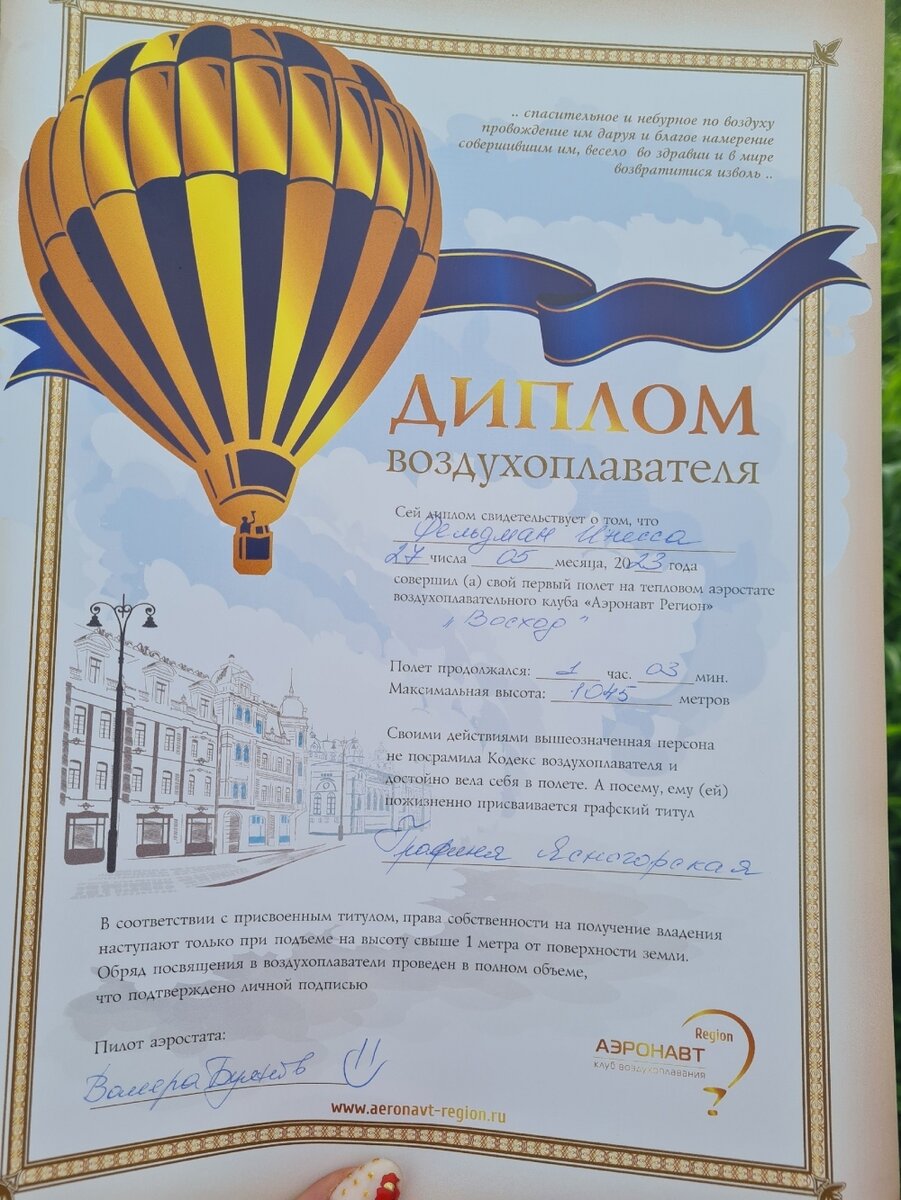 .. спасительное и небурное по воздуху
провождение им даруя и благое намерение
совершившим им, весело во здравии и в мире
возвратитися изволь ..
ДИПЛОМ
ВОЗДУХОПЛАВАТЕЛЯ
Сей диплом свидетельствует о том, что
Фельдман Инесса
27 числа 05 месяца, 2023 года
совершил (а) свой первый полет на тепловом аэростате
воздухоплавательного клуба «Аэронавт Регион»
"Восход"
Полет продолжался: 1 час. 03 мин.
Максимальная высота: 1045 метров
Своими действиями вышеозначенная персона
не посрамила Кодекс воздухоплавателя и
достойно вела себя в полете. А посему, ему (ей)
пожизненно присваивается графский титул
Графиня Ясногорская
В соответствии с присвоенным титулом, права собственности на получение владения
наступают только при подъеме на высоту свыше 1 метра от поверхности земли.
Обряд посвящения в воздухоплаватели проведен в полном объеме,
что подтверждено личной подписью
Пилот аэростата:
Валера
Region
АЭРОНАВТ
клуб воздухоплавания
www.aeronavt-region.ru